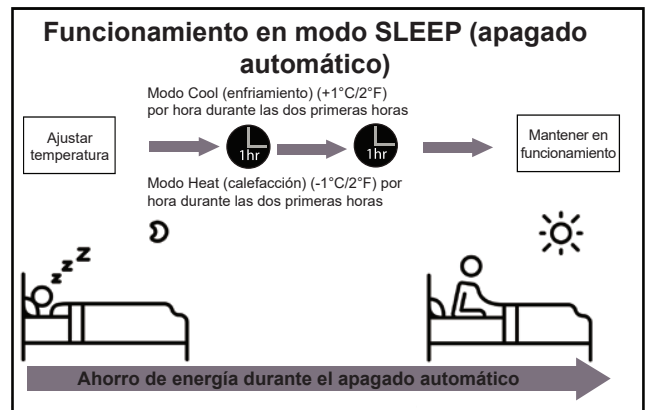 Funcionamiento en modo SLEEP (apagado
automático)
Modo Cool (enfriamiento) (+1°C/2°F)
por hora durante las dos primeras horas
Ajustar
temperatura
1hr
1hr
Mantener en
funcionamiento
Modo Heat (calefacción) (-1°C/2°F) por
hora durante las dos primeras horas
z z Z
Ahorro de energía durante el apagado automático